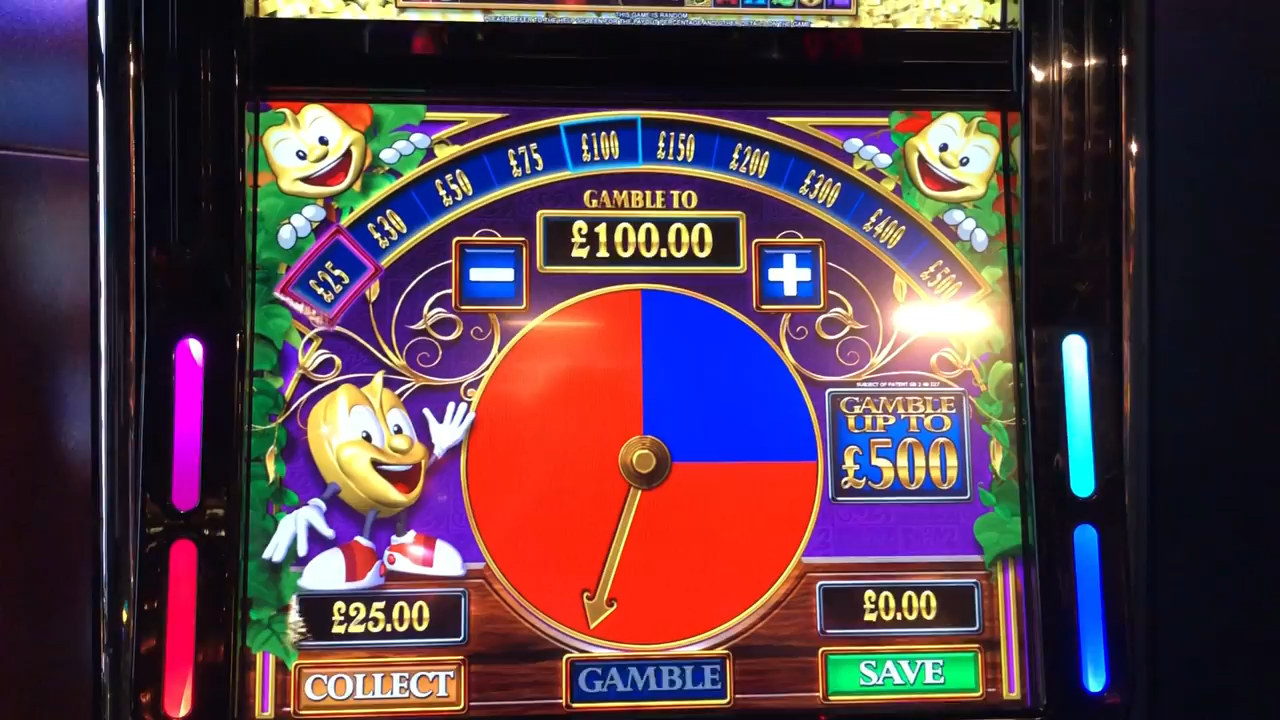 THIS GAME IS RANDOM
£25
£30
£50
£75
£100
£150
£200
£300
£400
£500
GAMBLE TO
£100.00
GAMBLE
UP TO
£500
£25.00
£0.00
COLLECT
GAMBLE
SAVE